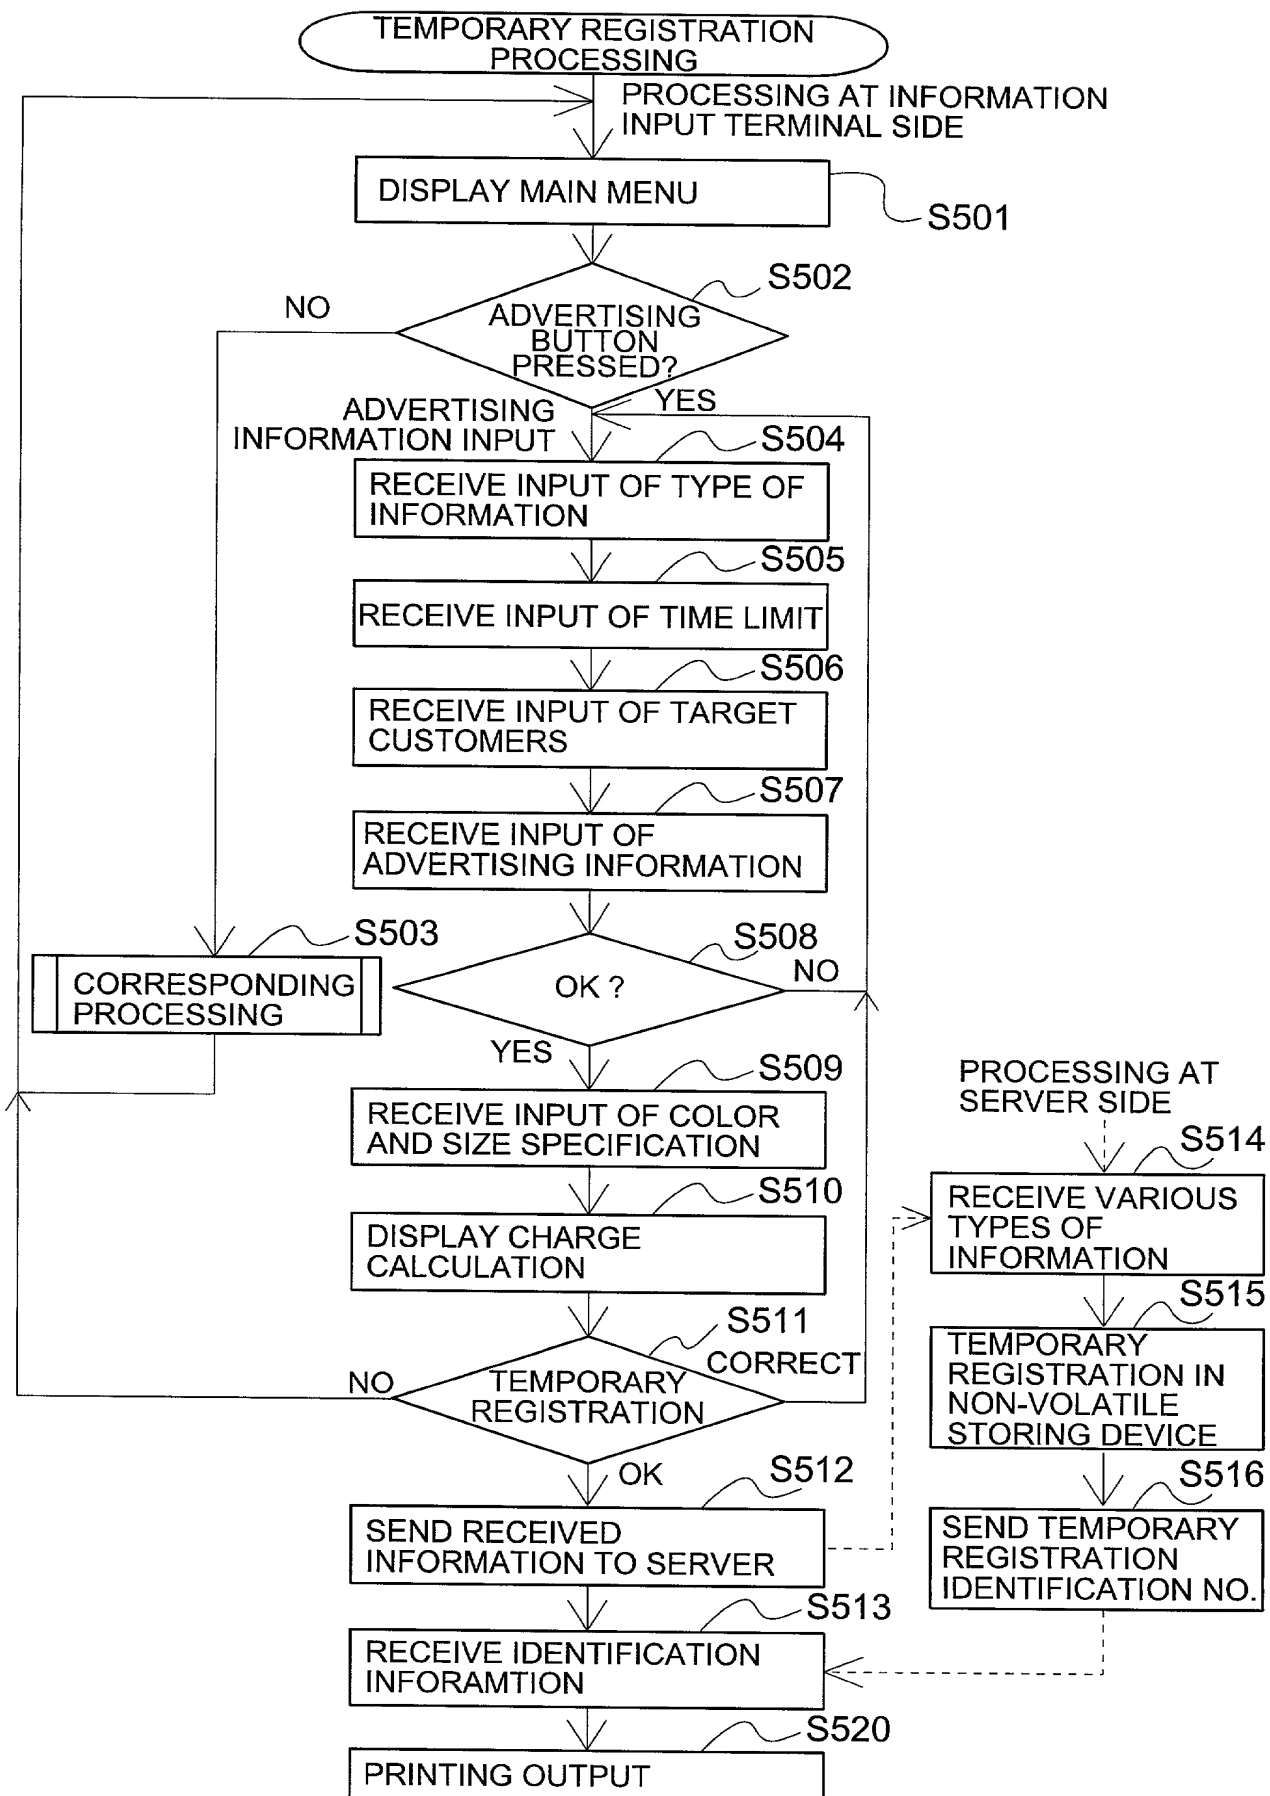 TEMPORARY REGISTRATION
PROCESSING
PROCESSING AT INFORMATION
INPUT TERMINAL SIDE
DISPLAY MAIN MENU
S501
S502
NO
ADVERTISING
BUTTON
PRESSED?
YES
ADVERTISING
INFORMATION INPUT
S504
RECEIVE INPUT OF TYPE OF
INFORMATION
S505
RECEIVE INPUT OF TIME LIMIT
S506
RECEIVE INPUT OF TARGET
CUSTOMERS
S507
RECEIVE INPUT OF
ADVERTISING INFORMATION
S503
CORRESPONDING
PROCESSING
S508
OK ?
NO
YES
S509
RECEIVE INPUT OF COLOR
AND SIZE SPECIFICATION
S510
DISPLAY CHARGE
CALCULATION
S511
CORRECT
NO
TEMPORARY
REGISTRATION
OK
S512
SEND RECEIVED
INFORMATION TO SERVER
S513
RECEIVE IDENTIFICATION
INFORAMTION
S520
PRINTING OUTPUT
PROCESSING AT
SERVER SIDE
S514
RECEIVE VARIOUS
TYPES OF
INFORMATION
S515
TEMPORARY
REGISTRATION IN
NON-VOLATILE
STORING DEVICE
S516
SEND TEMPORARY
REGISTRATION
IDENTIFICATION NO.